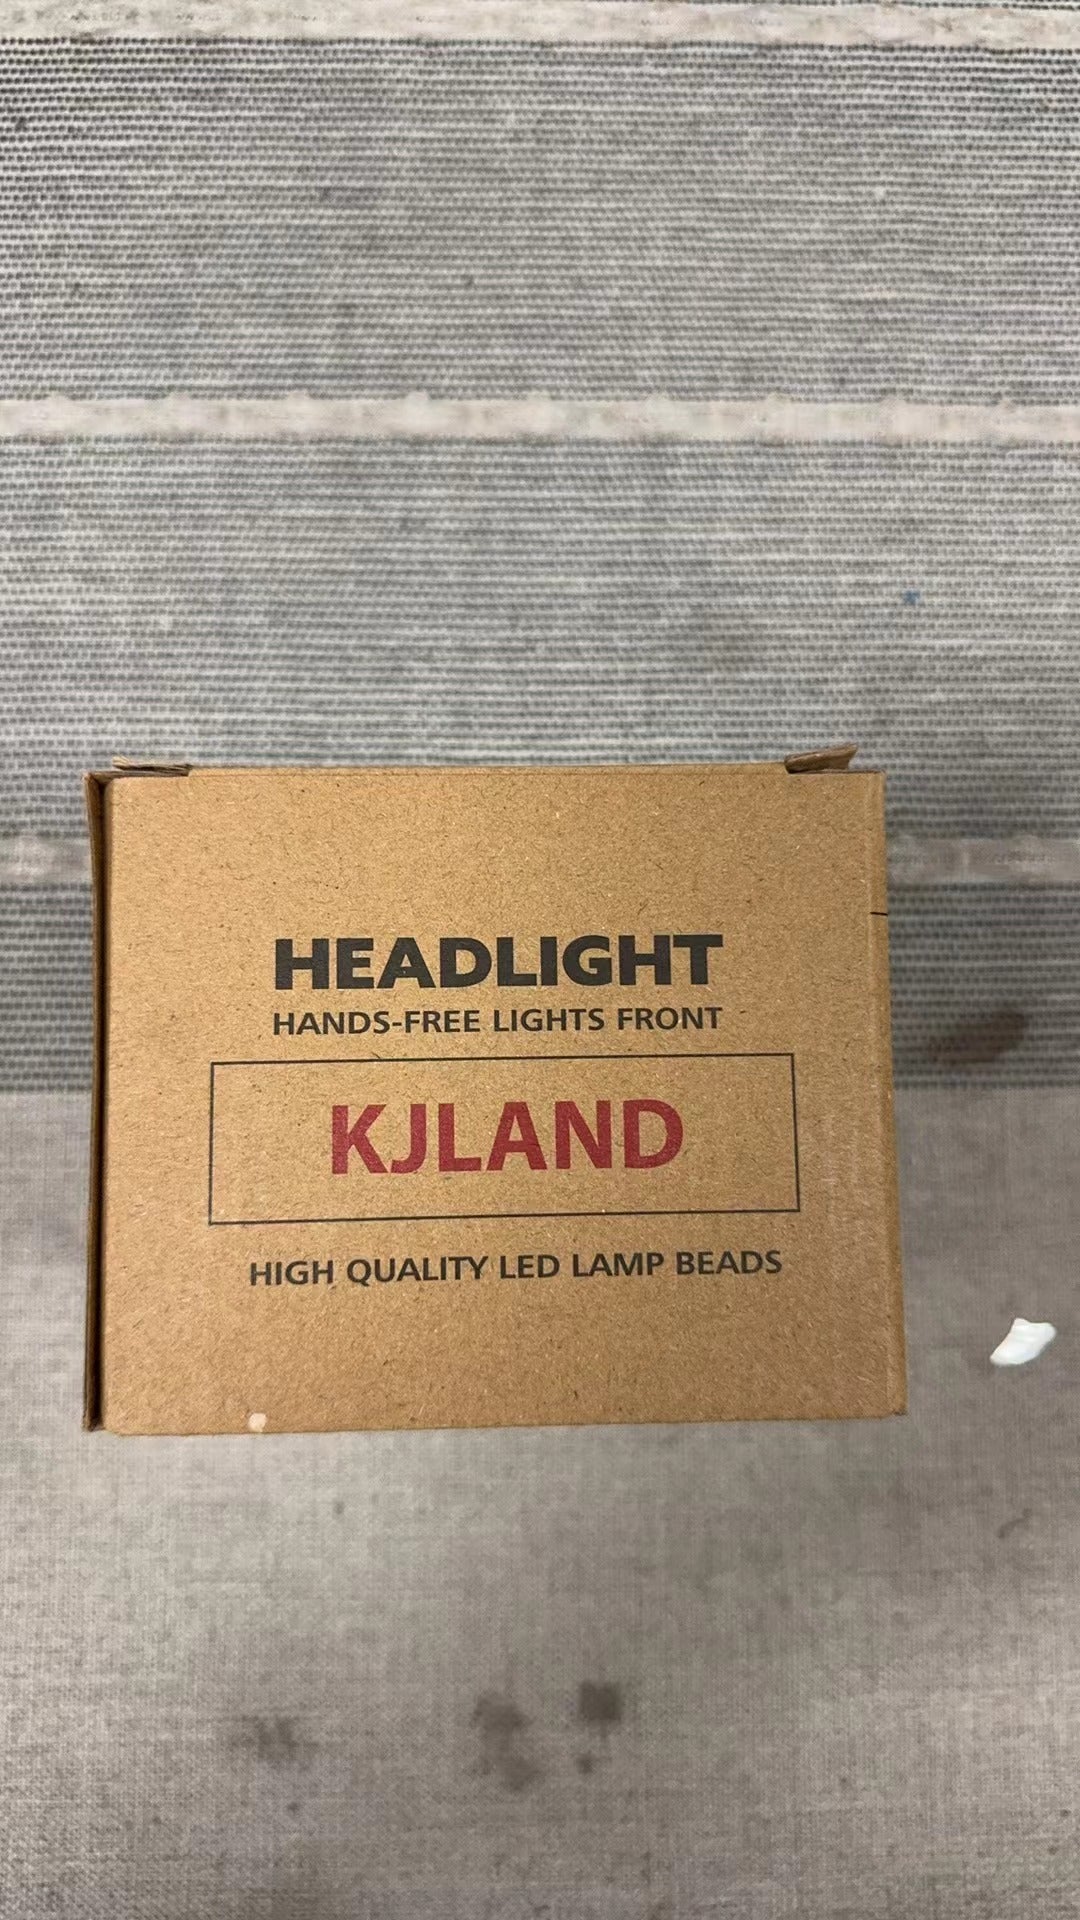 HEADLIGHT
HANDS-FREE LIGHTS FRONT
KJLAND
HIGH QUALITY LED LAMP BEADS